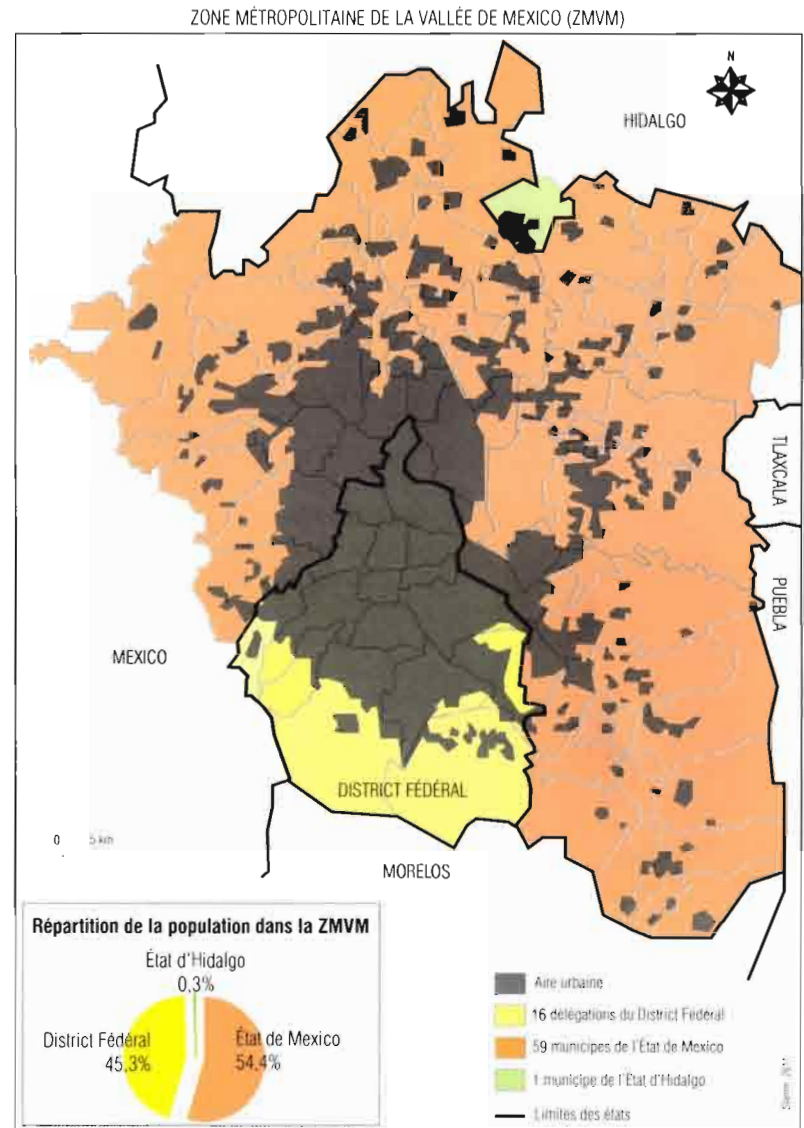 ZONE MÉTROPOLITAINE DE LA VALLÉE DE MEXICO (ZMVM)
N
HIDALGO
TLAXCALA
PUEBLA
MEXICO
DISTRICT FÉDÉRAL
0 5 km
MORELOS
Répartition de la population dans la ZMVM
État d'Hidalgo
0,3%
District Fédéral
45,3%
État de Mexico
54,4%
Aire urbaine
16 délégations du District Fédéral
59 municipes de l'État de Mexico
1 municipe de l'État d'Hidalgo
Limites des états